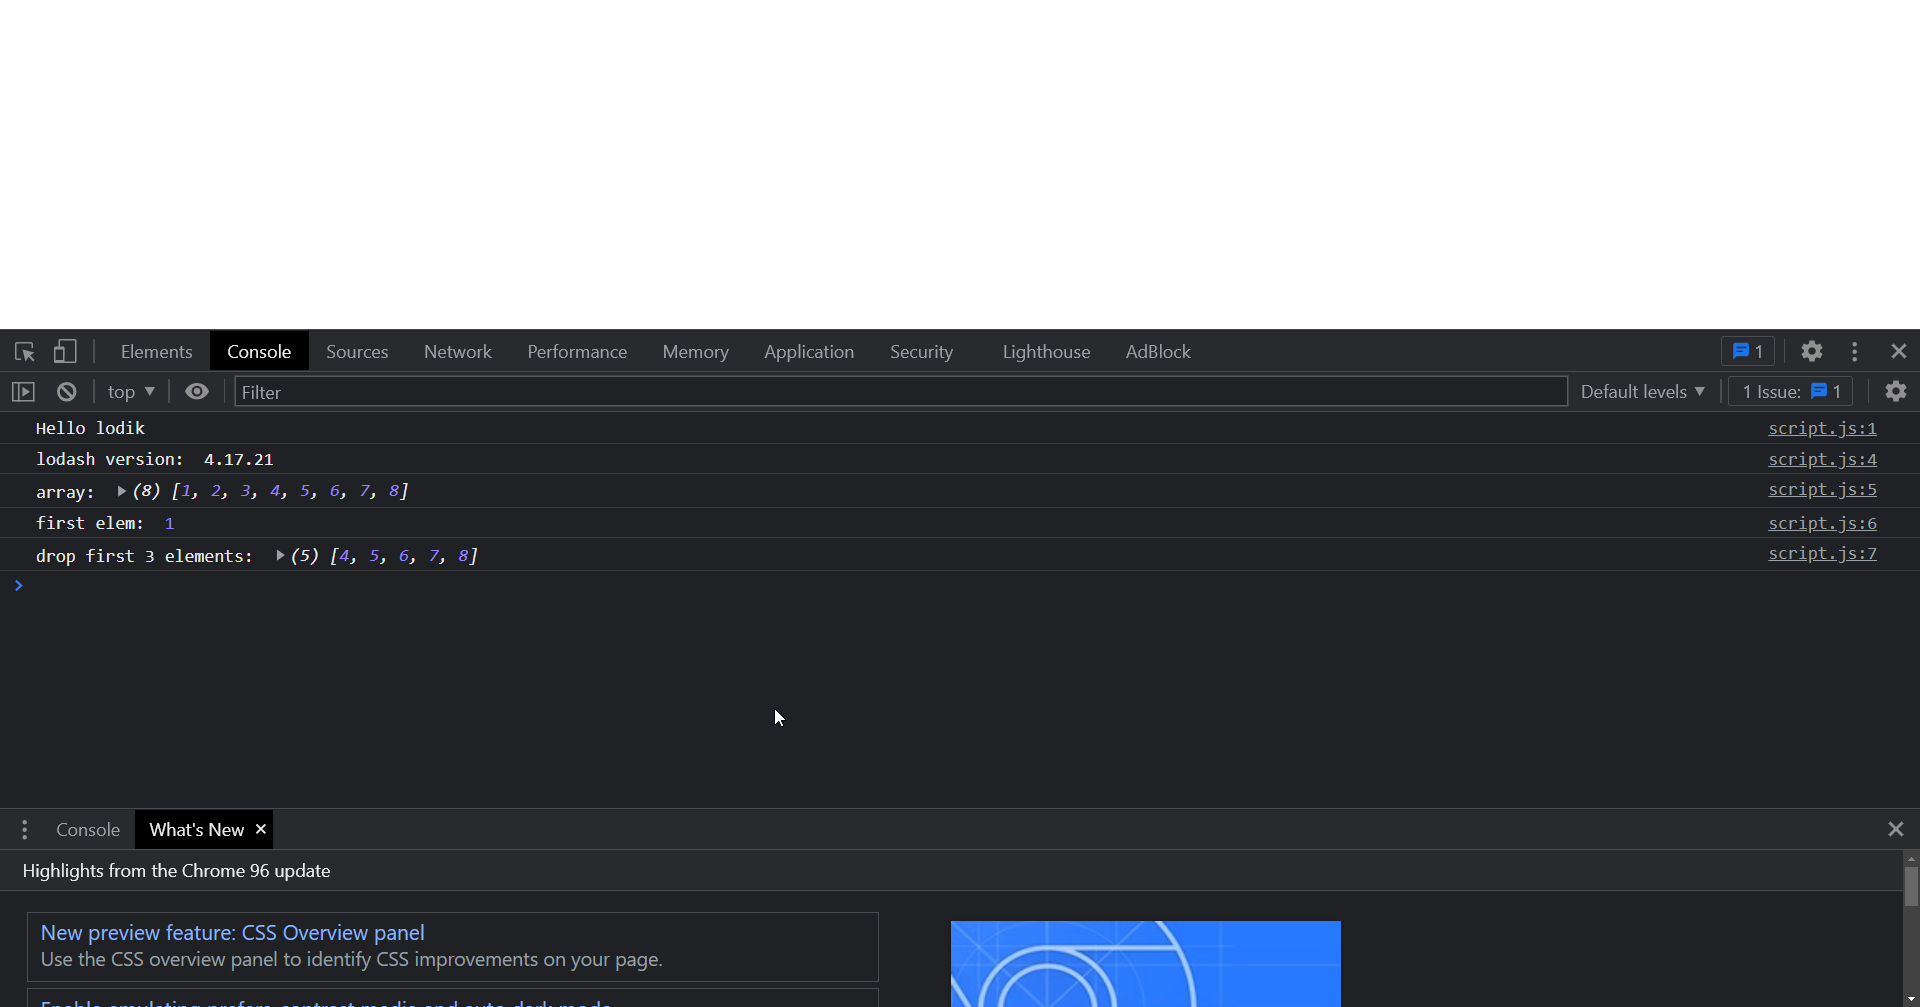 Elements Console Sources Network Performance Memory Application Security Lighthouse AdBlock 1
top Filter Default levels 1 Issue: 1
Hello lodik script.js:1
lodash version: 4.17.21 script.js:4
array: (8) [1, 2, 3, 4, 5, 6, 7, 8] script.js:5
first elem: 1 script.js:6
drop first 3 elements: (5) [4, 5, 6, 7, 8] script.js:7
Console What's New
Highlights from the Chrome 96 update
New preview feature: CSS Overview panel
Use the CSS overview panel to identify CSS improvements on your page.